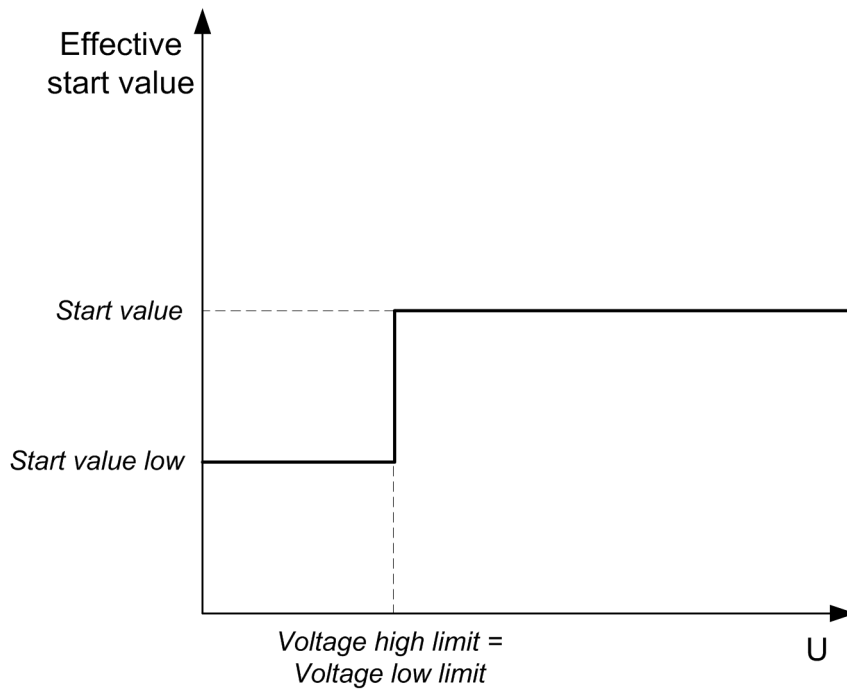 Effective
start value
Start value
Start value low
Voltage high limit =
Voltage low limit
U